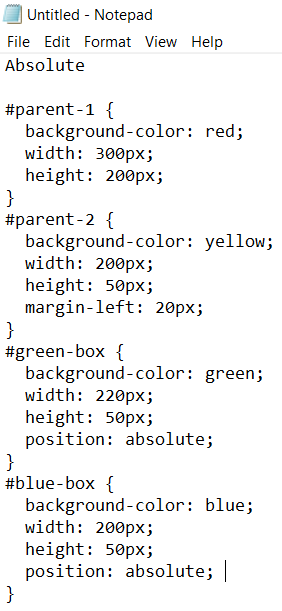 Untitled - Notepad
File Edit Format View Help
Absolute

#parent-1 {
  background-color: red;
  width: 300px;
  height: 200px;
}
#parent-2 {
  background-color: yellow;
  width: 200px;
  height: 50px;
  margin-left: 20px;
}
#green-box {
  background-color: green;
  width: 220px;
  height: 50px;
  position: absolute;
}
#blue-box {
  background-color: blue;
  width: 200px;
  height: 50px;
  position: absolute;
}